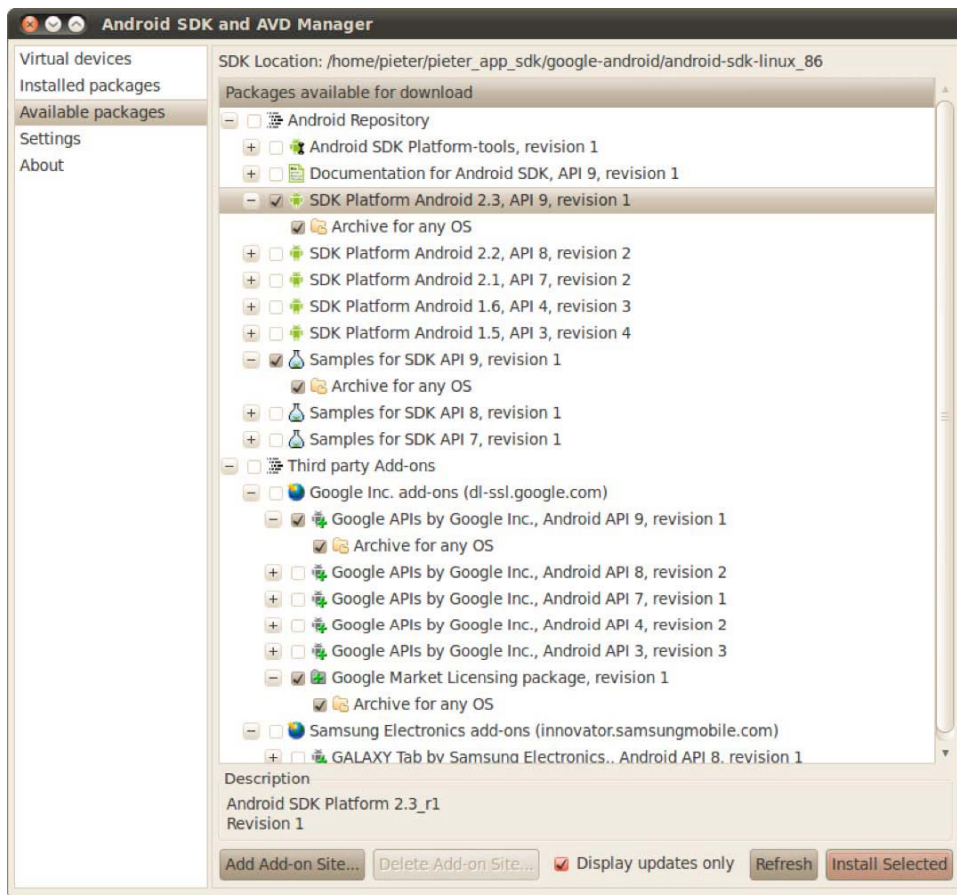 Android SDK and AVD Manager
Virtual devices
Installed packages
Available packages
Settings
About
SDK Location: /home/pieter/pieter_app_sdk/google-android/android-sdk-linux_86
Packages available for download
Android Repository
Android SDK Platform-tools, revision 1
Documentation for Android SDK, API 9, revision 1
SDK Platform Android 2.3, API 9, revision 1
Archive for any OS
SDK Platform Android 2.2, API 8, revision 2
SDK Platform Android 2.1, API 7, revision 2
SDK Platform Android 1.6, API 4, revision 3
SDK Platform Android 1.5, API 3, revision 4
Samples for SDK API 9, revision 1
Archive for any OS
Samples for SDK API 8, revision 1
Samples for SDK API 7, revision 1
Third party Add-ons
Google Inc. add-ons (dl-ssl.google.com)
Google APIs by Google Inc., Android API 9, revision 1
Archive for any OS
Google APIs by Google Inc., Android API 8, revision 2
Google APIs by Google Inc., Android API 7, revision 1
Google APIs by Google Inc., Android API 4, revision 2
Google APIs by Google Inc., Android API 3, revision 3
Google Market Licensing package, revision 1
Archive for any OS
Samsung Electronics add-ons (innovator.samsungmobile.com)
GALAXY Tab by Samsung Electronics., Android API 8, revision 1
Description
Android SDK Platform 2.3_r1
Revision 1
Add Add-on Site... Delete Add-on Site... Display updates only Refresh Install Selected